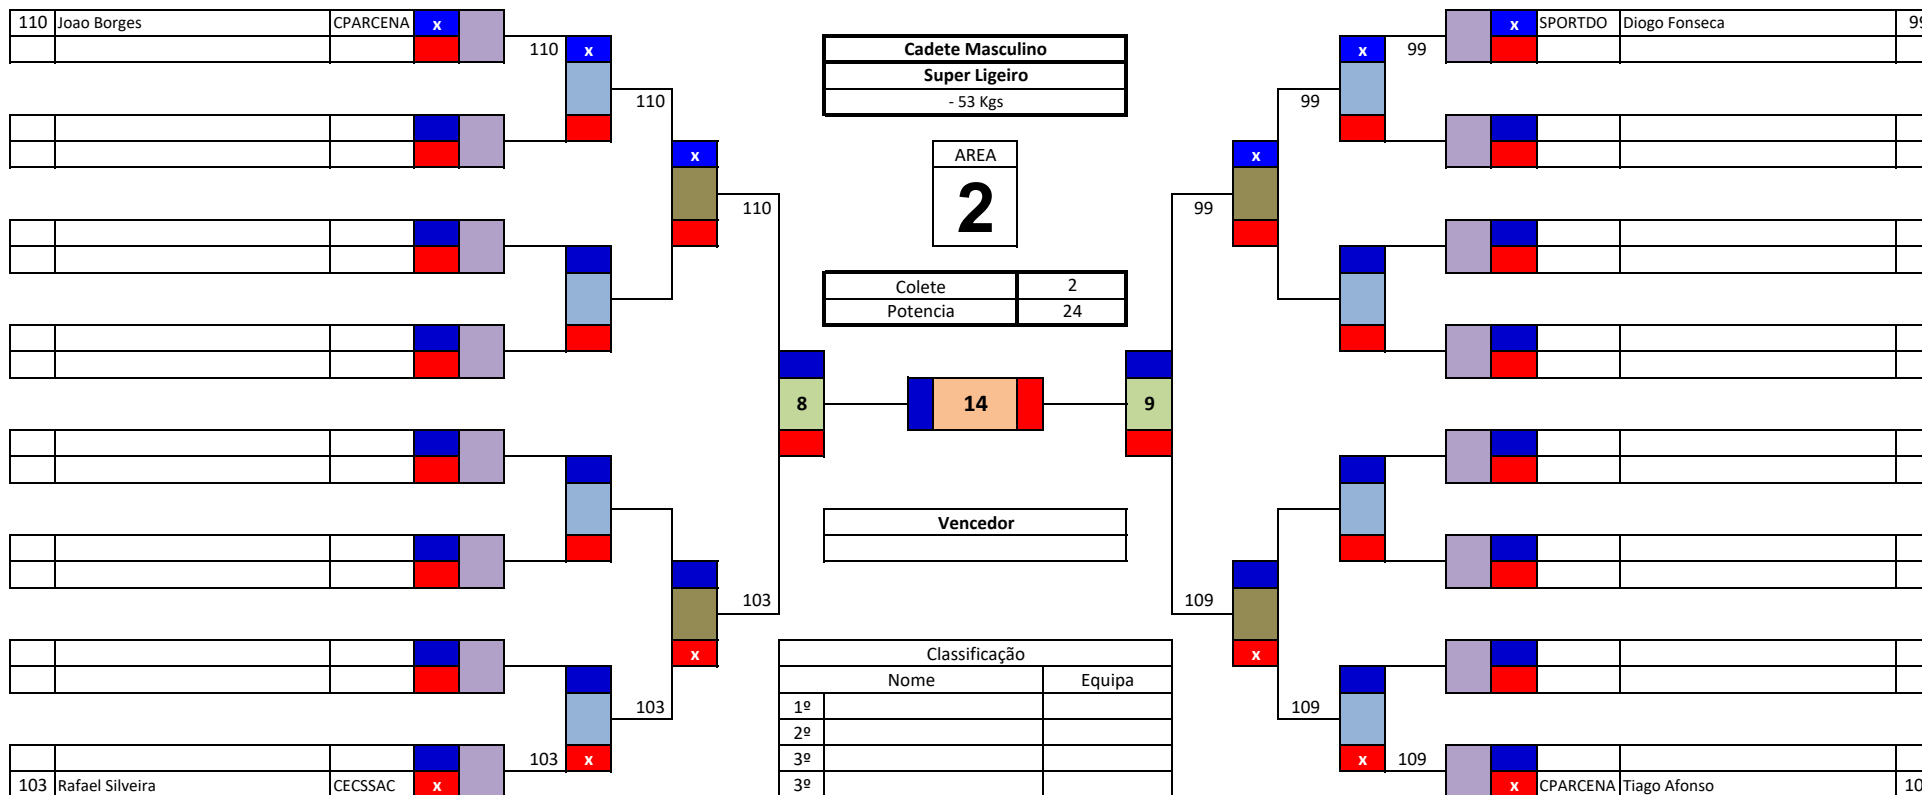 110 Joao Borges CPARCENA x x SPORTDO Diogo Fonseca 99
110 x Cadete Masculino x 99
Super Ligeiro
110 - 53 Kgs 99
x AREA x
2
110 99
Colete 2
Potencia 24
8 14 9
Vencedor
103 109
x Classificação x
Nome Equipa
103 1º 109
2º
103 x 3º x 109
103 Rafael Silveira CECSSAC x 3º x CPARCENA Tiago Afonso 10